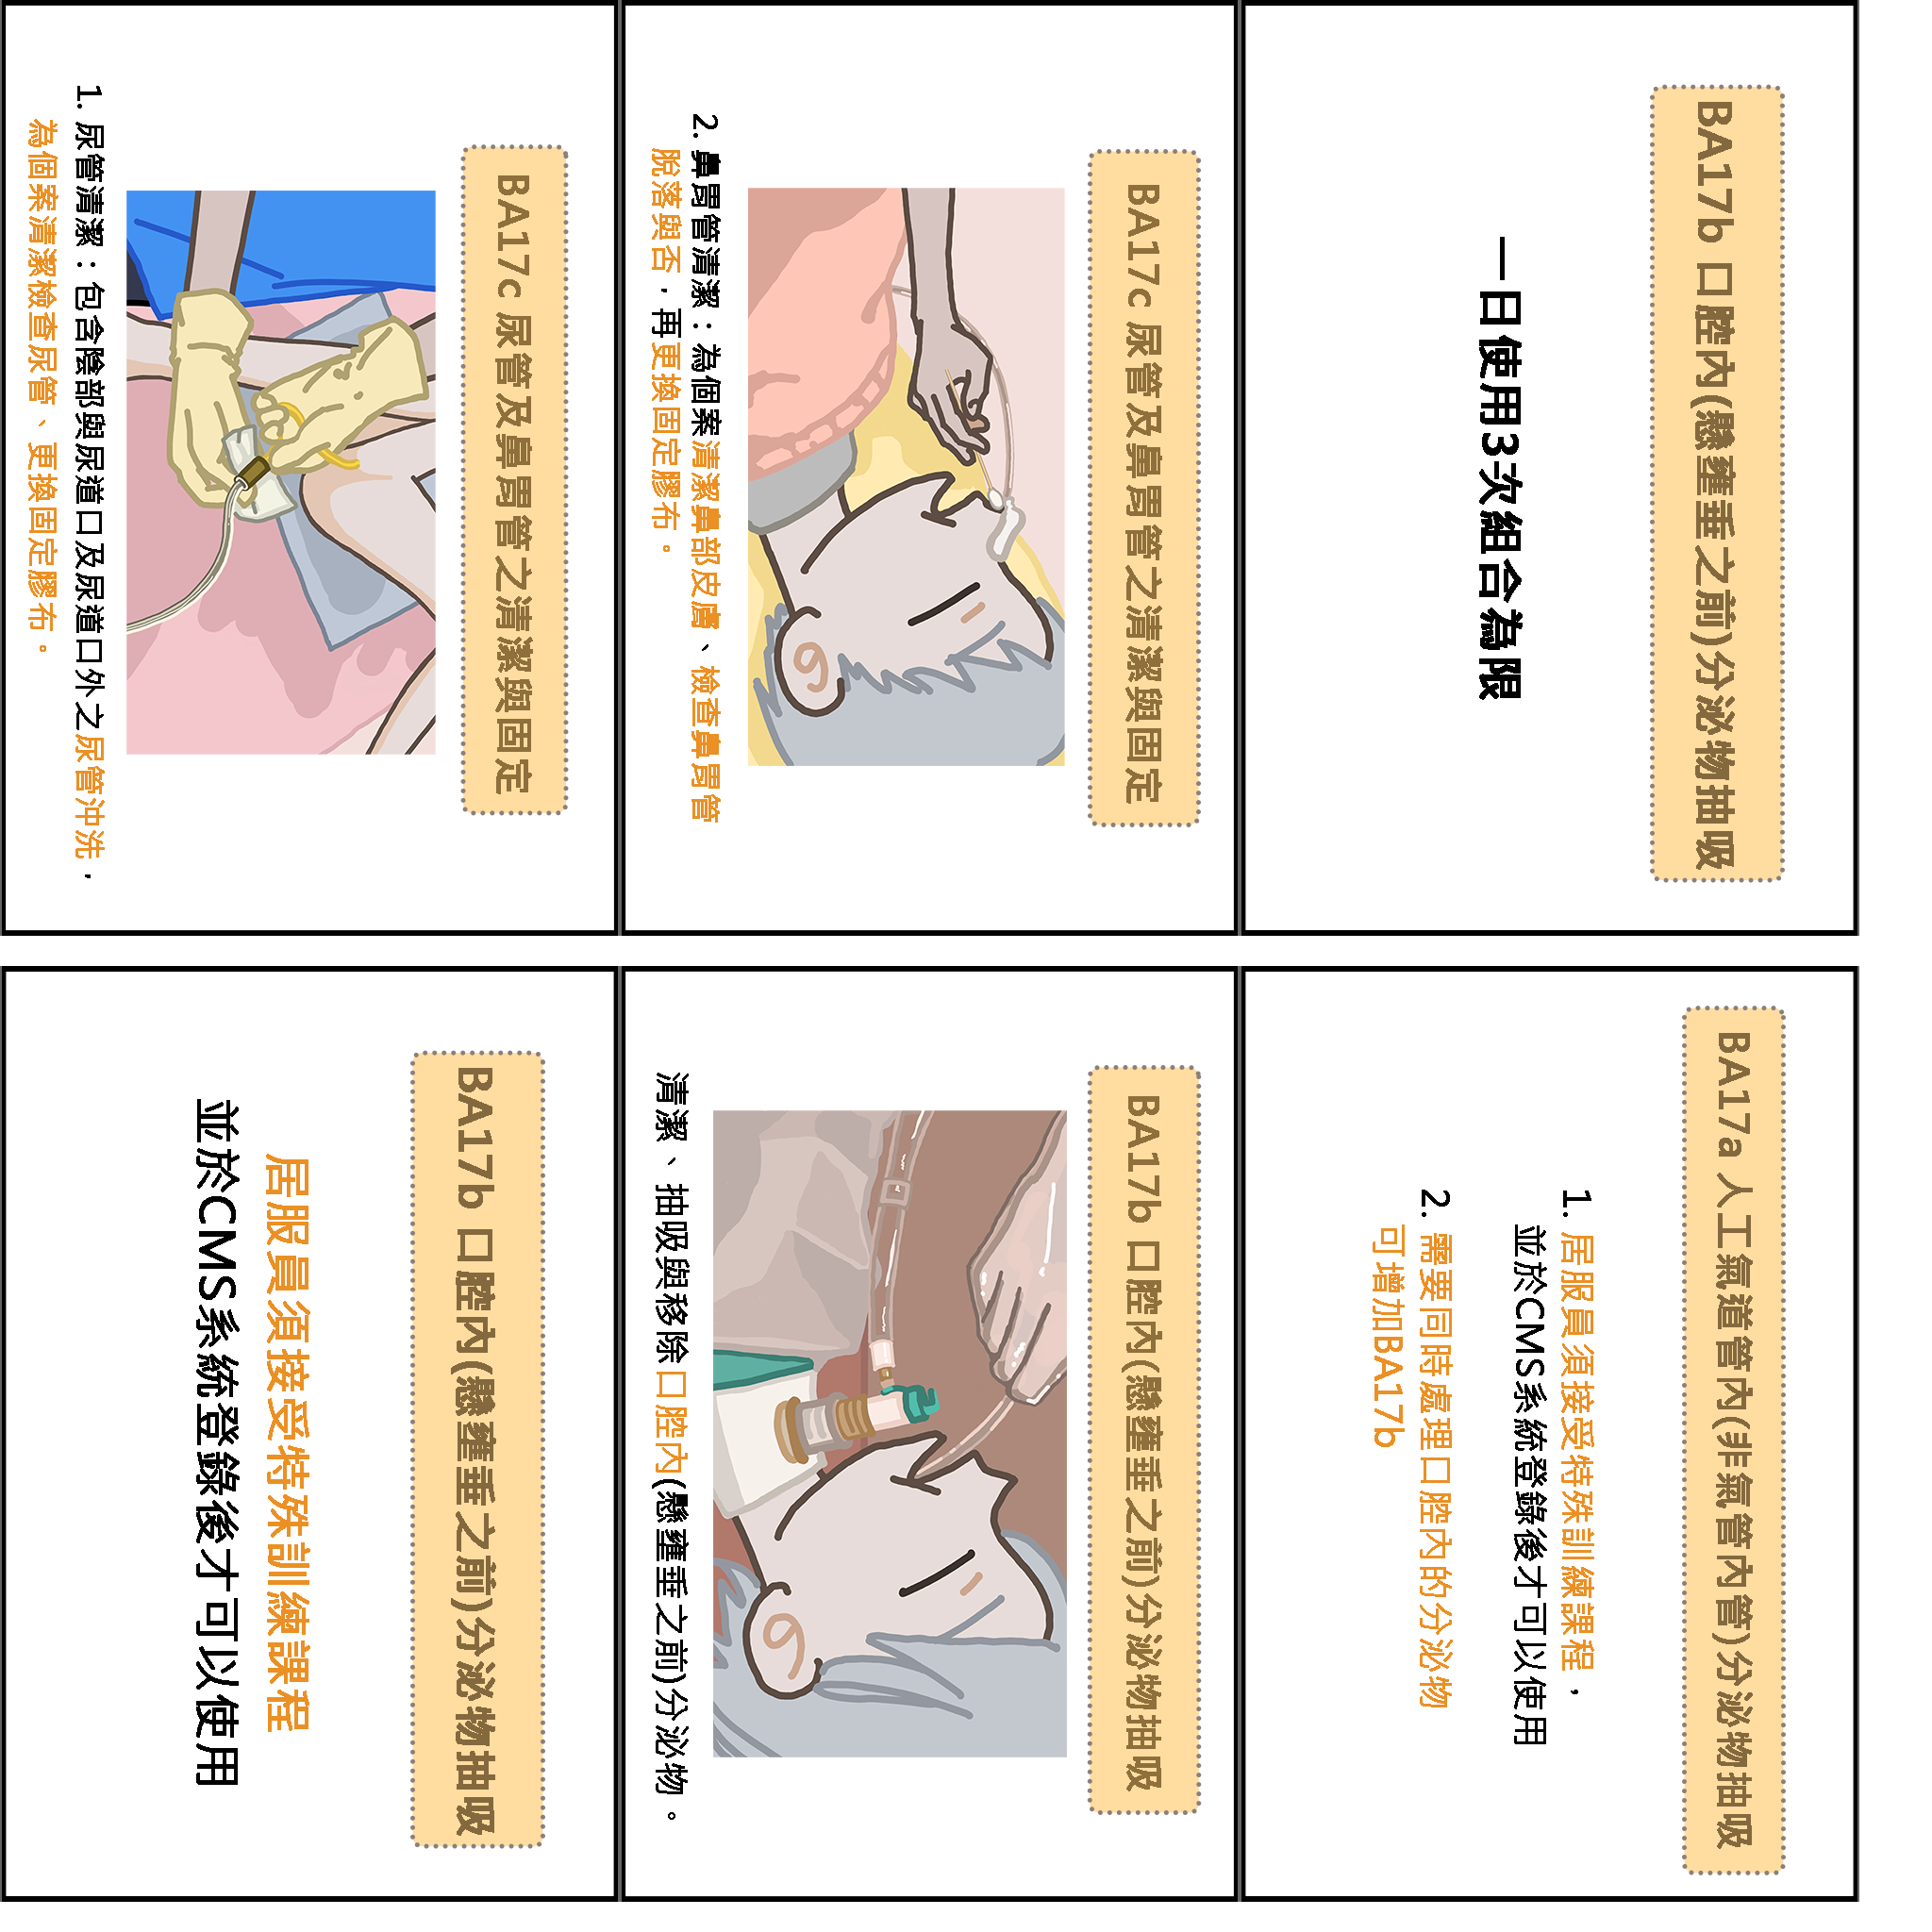 BA17b 口腔內(懸壅垂之前)分泌物抽吸
一日使用3次組合為限
BA17a 人工氣道管內(非氣管內管)分泌物抽吸
1. 居服員須接受特殊訓練課程，
並於CMS系統登錄後才可以使用
2. 需要同時處理口腔內的分泌物
可增加BA17b
BA17c 尿管及鼻胃管之清潔與固定
2. 鼻胃管清潔：為個案清潔鼻部皮膚、檢查鼻胃管
脫落與否，再更換固定膠布。
BA17b 口腔內(懸壅垂之前)分泌物抽吸
清潔、抽吸與移除口腔內(懸壅垂之前)分泌物。
BA17c 尿管及鼻胃管之清潔與固定
1. 尿管清潔：包含陰部與尿道口及尿道口外之尿管沖洗，
為個案清潔檢查尿管、更換固定膠布。
BA17b 口腔內(懸壅垂之前)分泌物抽吸
居服員須接受特殊訓練課程
並於CMS系統登錄後才可以使用